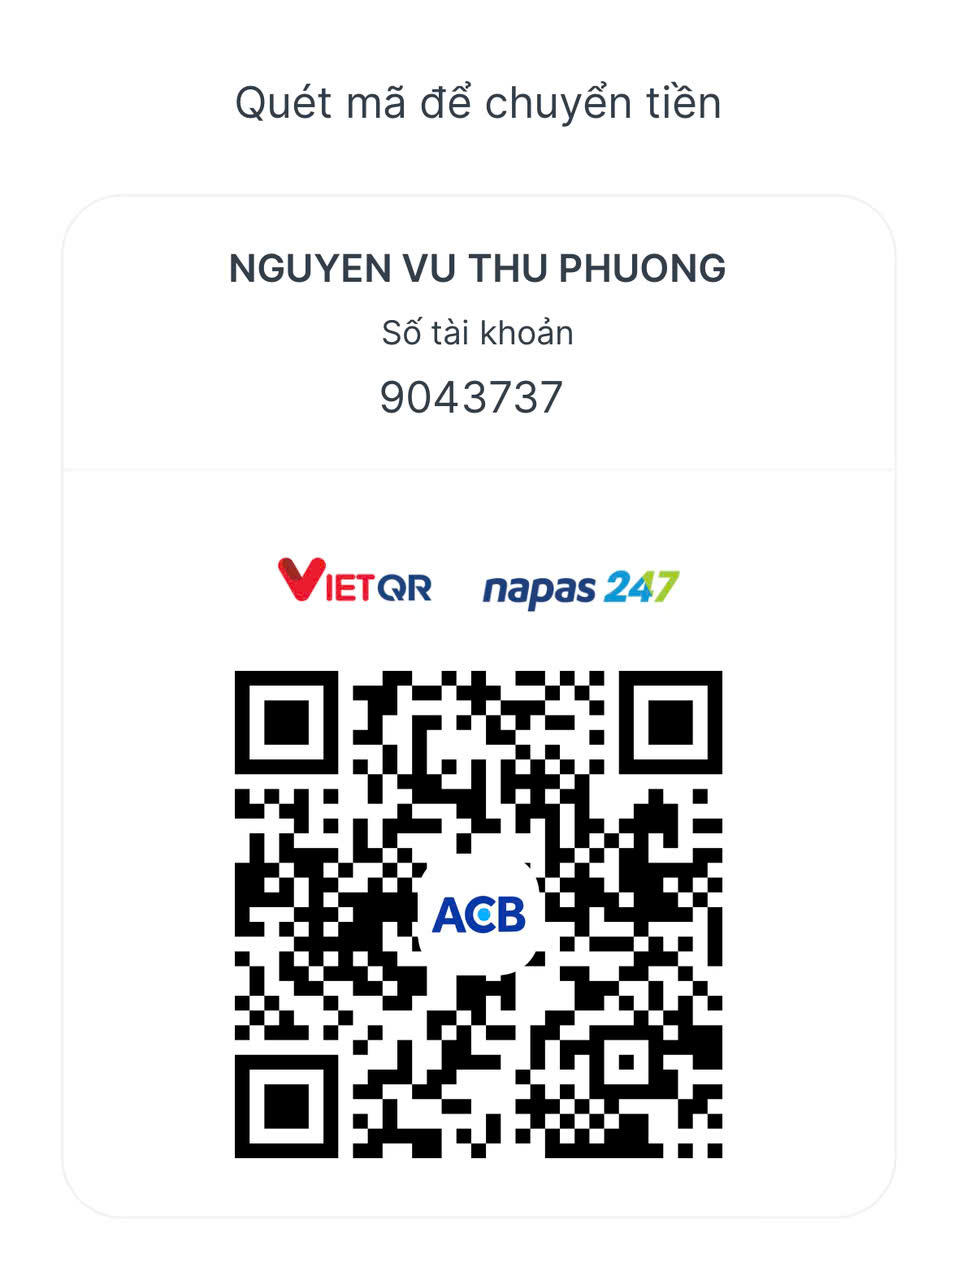 Quét mã để chuyển tiền
NGUYEN VU THU PHUONG
Số tài khoản
9043737
VIETQR napas 247
ACB